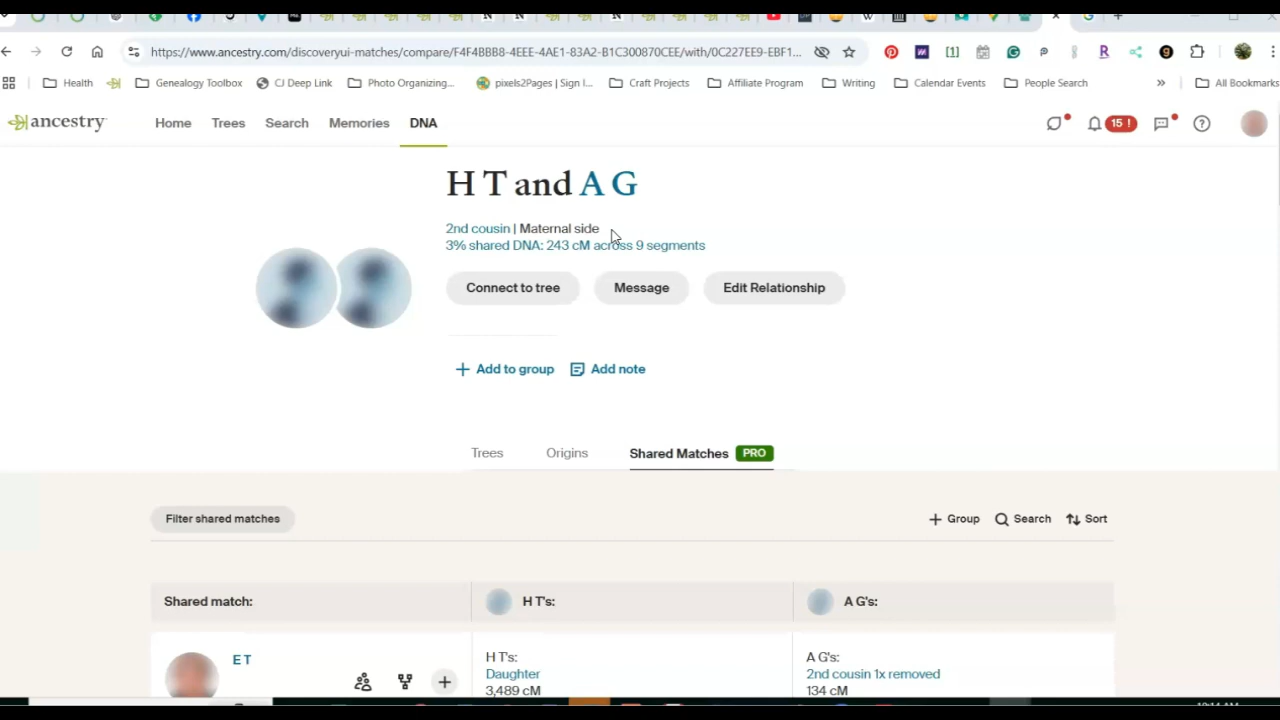 https://www.ancestry.com/discoveryui-matches/compare/F4F4BBB8-4EEE-4AE1-83A2-B1C300870CEE/with/0C227EE9-EBF1...
Health
Genealogy Toolbox
CJ Deep Link
Photo Organizing...
pixels2Pages | Sign I...
Craft Projects
Affiliate Program
Writing
Calendar Events
People Search
»
All Bookmarks
ancestry
Home
Trees
Search
Memories
DNA
15 !
H T and A G
2nd cousin | Maternal side
3% shared DNA: 243 cM across 9 segments
Connect to tree
Message
Edit Relationship
+ Add to group
Add note
Trees
Origins
Shared Matches PRO
Filter shared matches
+ Group
Search
Sort
Shared match:
H T's:
A G's:
E T
H T's:
Daughter
3,489 cM
A G's:
2nd cousin 1x removed
134 cM